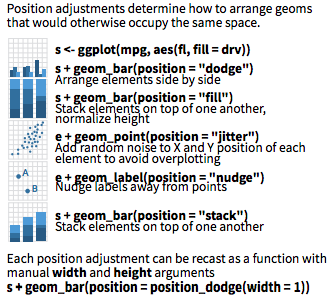 Position adjustments determine how to arrange geoms
that would otherwise occupy the same space.
s <- ggplot(mpg, aes(fl, fill = drv))
s + geom_bar(position = "dodge")
Arrange elements side by side
s + geom_bar(position = "fill")
Stack elements on top of one another,
normalize height
e + geom_point(position = "jitter")
Add random noise to X and Y position of each
element to avoid overplotting
A
e + geom_label(position = "nudge")
B
Nudge labels away from points
s + geom_bar(position = "stack")
Stack elements on top of one another
Each position adjustment can be recast as a function with
manual width and height arguments
s + geom_bar(position = position_dodge(width = 1))